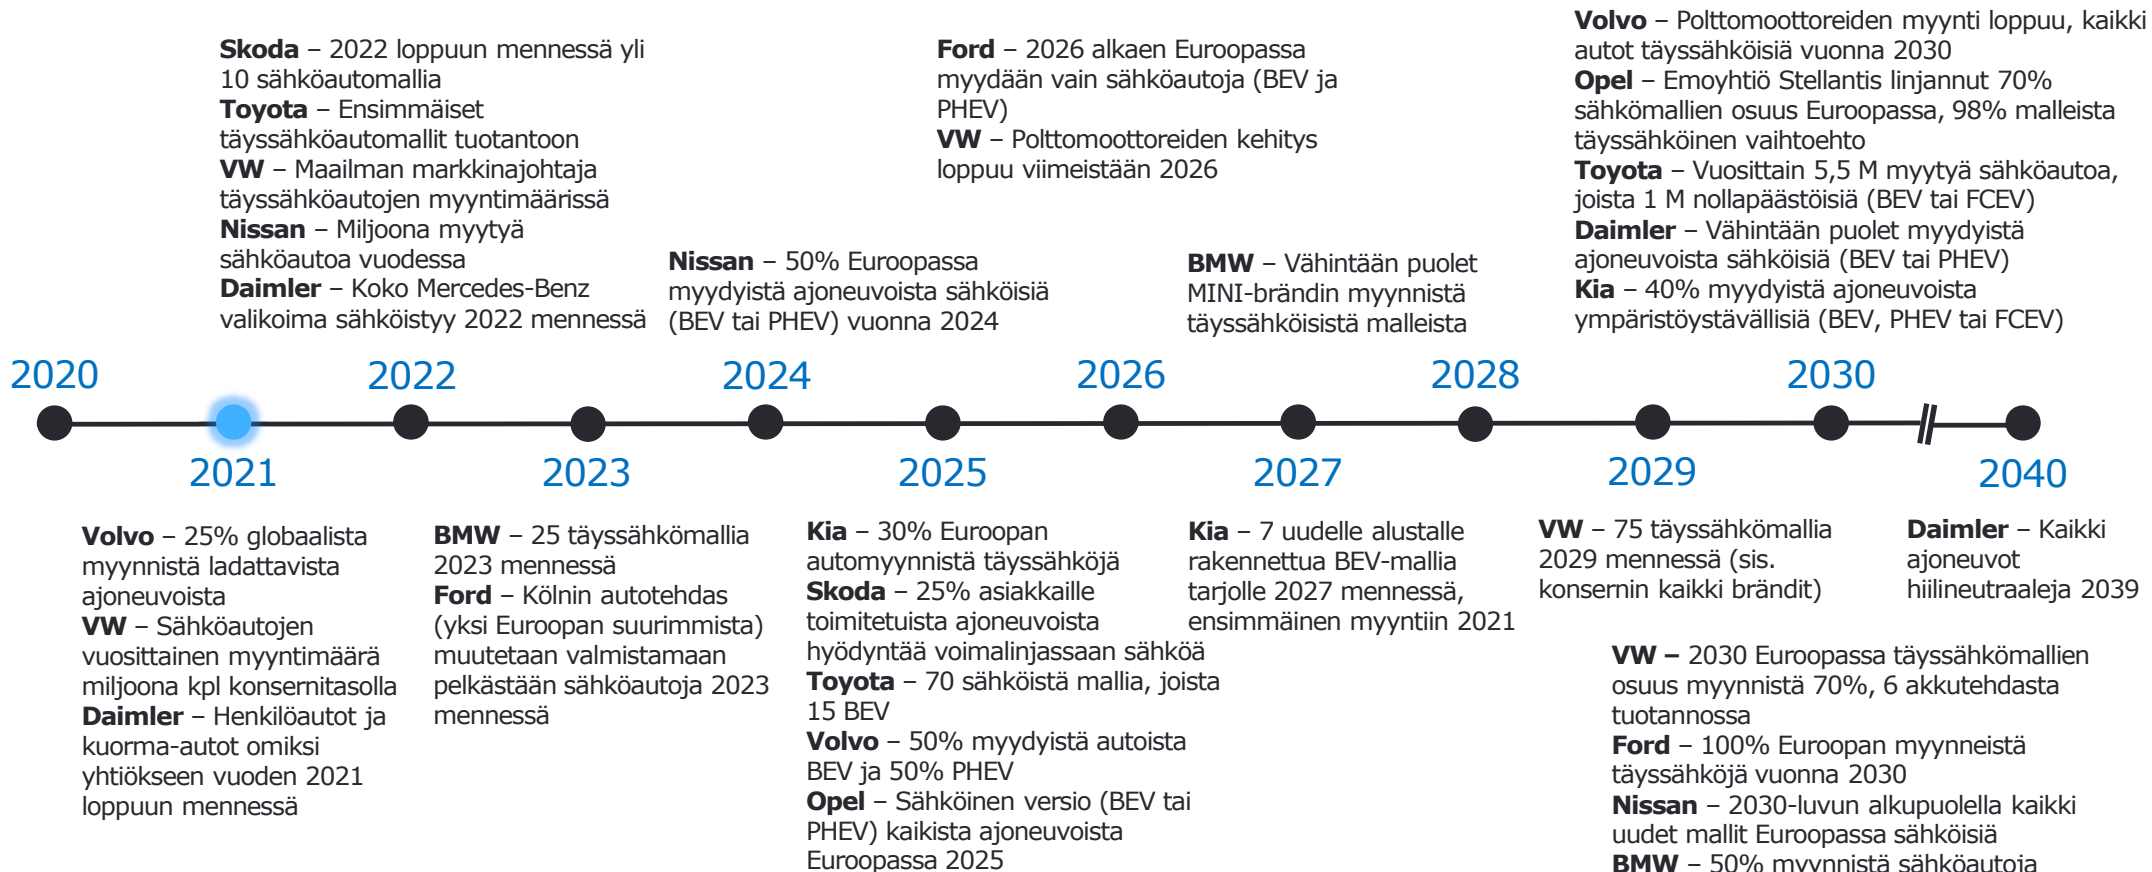 Skoda – 2022 loppuun mennessä yli
10 sähköautomallia
Toyota – Ensimmäiset
täyssähköautomallit tuotantoon
VW – Maailman markkinajohtaja
täyssähköautojen myyntimäärissä
Nissan – Miljoona myytyä
sähköautoa vuodessa
Daimler – Koko Mercedes-Benz
valikoima sähköistyy 2022 mennessä
Nissan – 50% Euroopassa
myydyistä ajoneuvoista sähköisiä
(BEV tai PHEV) vuonna 2024
Ford – 2026 alkaen Euroopassa
myydään vain sähköautoja (BEV ja
PHEV)
VW – Polttomoottoreiden kehitys
loppuu viimeistään 2026
BMW – Vähintään puolet
MINI-brändin myynnistä
täyssähköisistä malleista
Volvo – Polttomoottoreiden myynti loppuu, kaikki
autot täyssähköisiä vuonna 2030
Opel – Emoyhtiö Stellantis linjannut 70%
sähkömallien osuus Euroopassa, 98% malleista
täyssähköinen vaihtoehto
Toyota – Vuosittain 5,5 M myytyä sähköautoa,
joista 1 M nollapäästöisiä (BEV tai FCEV)
Daimler – Vähintään puolet myydyistä
ajoneuvoista sähköisiä (BEV tai PHEV)
Kia – 40% myydyistä ajoneuvoista
ympäristöystävällisiä (BEV, PHEV tai FCEV)
2020
2022
2024
2026
2028
2030
2021
2023
2025
2027
2029
2040
Volvo – 25% globaalista
myynnistä ladattavista
ajoneuvoista
VW – Sähköautojen
vuosittainen myyntimäärä
miljoona kpl konsernitasolla
Daimler – Henkilöautot ja
kuorma-autot omiksi
yhtiökseen vuoden 2021
loppuun mennessä
BMW – 25 täyssähkömallia
2023 mennessä
Ford – Kölnin autotehdas
(yksi Euroopan suurimmista)
muutetaan valmistamaan
pelkästään sähköautoja 2023
mennessä
Kia – 30% Euroopan
automyynnistä täyssähköjä
Skoda – 25% asiakkaille
toimitetuista ajoneuvoista
hyödyntää voimalinjassaan sähköä
Toyota – 70 sähköistä mallia, joista
15 BEV
Volvo – 50% myydyistä autoista
BEV ja 50% PHEV
Opel – Sähköinen versio (BEV tai
PHEV) kaikista ajoneuvoista
Euroopassa 2025
Kia – 7 uudelle alustalle
rakennettua BEV-mallia
tarjolle 2027 mennessä,
ensimmäinen myyntiin 2021
VW – 75 täyssähkömallia
2029 mennessä (sis.
konsernin kaikki brändit)
Daimler – Kaikki
ajoneuvot
hiilineutraaleja 2039
VW – 2030 Euroopassa täyssähkömallien
osuus myynnistä 70%, 6 akkutehdasta
tuotannossa
Ford – 100% Euroopan myynneistä
täyssähköjä vuonna 2030
Nissan – 2030-luvun alkupuolella kaikki
uudet mallit Euroopassa sähköisiä
BMW – 50% myynnistä sähköautoja